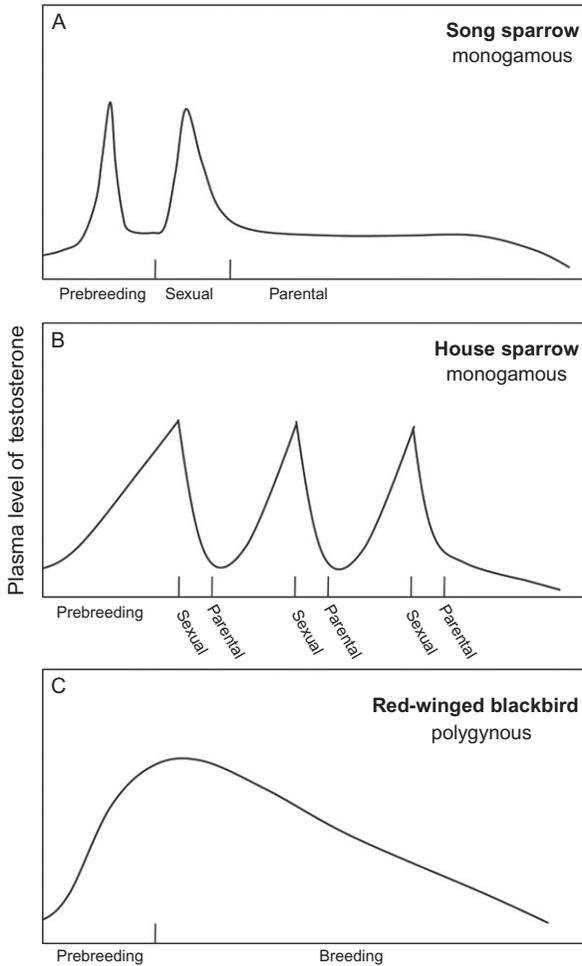 A
Song sparrow
monogamous
Prebreeding Sexual Parental
Plasma level of testosterone
B
House sparrow
monogamous
Prebreeding Sexual Parental Sexual Parental Sexual Parental
C
Red-winged blackbird
polygynous
Prebreeding Breeding